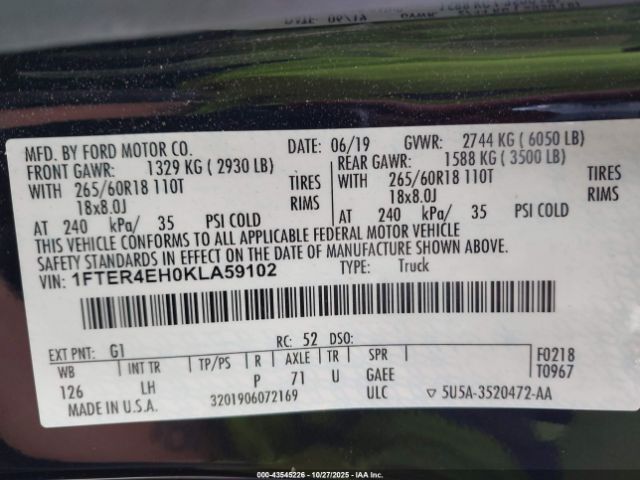 MFD. BY FORD MOTOR CO. DATE: 06/19 GVWR: 2744 KG ( 6050 LB)
FRONT GAWR: 1329 KG ( 2930 LB) REAR GAWR: 1588 KG ( 3500 LB)
WITH 265/60R18 110T TIRES WITH 265/60R18 110T TIRES
18x8.0J RIMS 18x8.0J RIMS
AT 240 kPa/ 35 PSI COLD AT 240 kPa/ 35 PSI COLD
THIS VEHICLE CONFORMS TO ALL APPLICABLE FEDERAL MOTOR VEHICLE
SAFETY STANDARDS IN EFFECT ON THE DATE OF MANUFACTURE SHOWN ABOVE.
VIN: 1FTER4EH0KLA59102 TYPE: Truck
EXT PNT: G1 RC: 52 DSO:
WB INT TR TP/PS R AXLE TR SPR F0218
126 LH P 71 U GAEE T0967
MADE IN U.S.A. 3201906072169 ULC ▽ 5U5A-3520472-AA
000-43545226 - 10/27/2025 - IAA Inc.